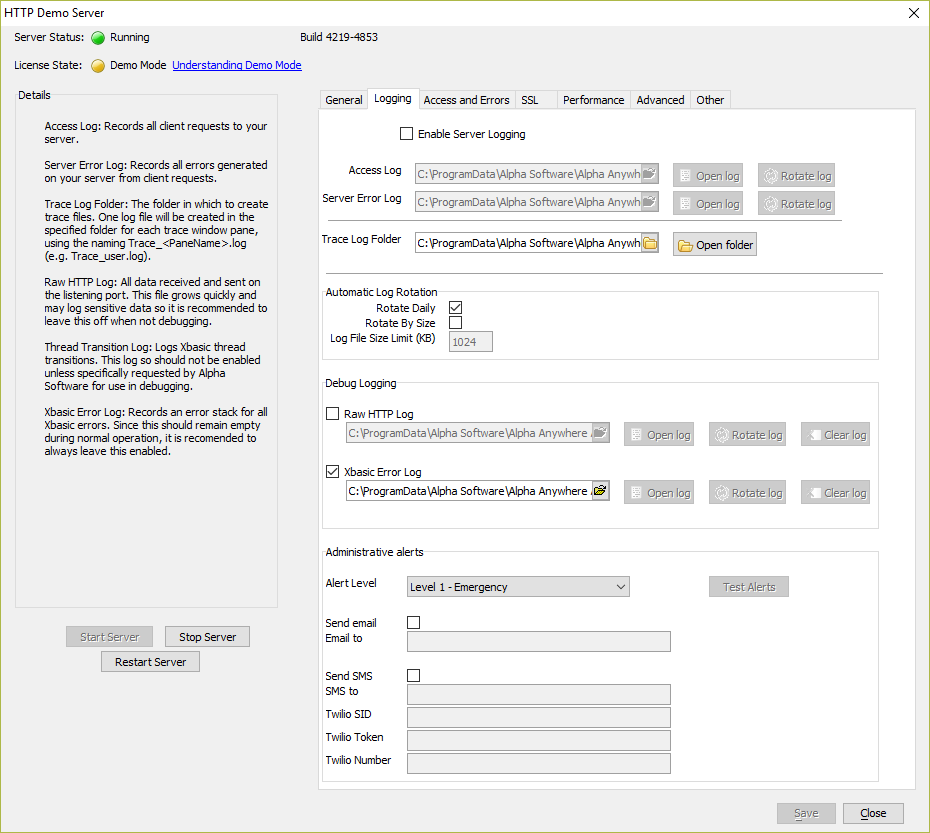 HTTP Demo Server
Server Status: Running
Build 4219-4853
License State: Demo Mode Understanding Demo Mode
Details
Access Log: Records all client requests to your
server.
Server Error Log: Records all errors generated
on your server from client requests.
Trace Log Folder: The folder in which to create
trace files. One log file will be created in the
specified folder for each trace window pane,
using the naming Trace_<PaneName>.log
(e.g. Trace_user.log).
Raw HTTP Log: All data received and sent on
the listening port. This file grows quickly and
may log sensitive data so it is recommended to
leave this off when not debugging.
Thread Transition Log: Logs Xbasic thread
transitions. This log so should not be enabled
unless specifically requested by Alpha
Software for use in debugging.
Xbasic Error Log: Records an error stack for all
Xbasic errors. Since this should remain empty
during normal operation, it is recomended to
always leave this enabled.
Start Server Stop Server
Restart Server
General Logging Access and Errors SSL Performance Advanced Other
Enable Server Logging
Access Log C:\ProgramData\Alpha Software\Alpha Anywh Open log Rotate log
Server Error Log C:\ProgramData\Alpha Software\Alpha Anywh Open log Rotate log
Trace Log Folder C:\ProgramData\Alpha Software\Alpha Anywh Open folder
Automatic Log Rotation
Rotate Daily
Rotate By Size
Log File Size Limit (KB) 1024
Debug Logging
Raw HTTP Log
C:\ProgramData\Alpha Software\Alpha Anywhere Open log Rotate log Clear log
Xbasic Error Log
C:\ProgramData\Alpha Software\Alpha Anywhere Open log Rotate log Clear log
Administrative alerts
Alert Level Level 1 - Emergency Test Alerts
Send email
Email to
Send SMS
SMS to
Twilio SID
Twilio Token
Twilio Number
Save Close